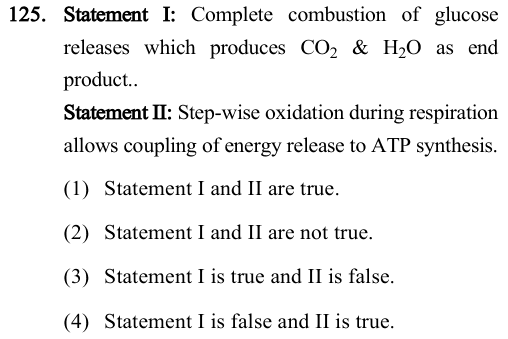 125. Statement I: Complete combustion of glucose
releases which produces CO₂ & H₂O as end
product..
Statement II: Step-wise oxidation during respiration
allows coupling of energy release to ATP synthesis.
(1) Statement I and II are true.
(2) Statement I and II are not true.
(3) Statement I is true and II is false.
(4) Statement I is false and II is true.